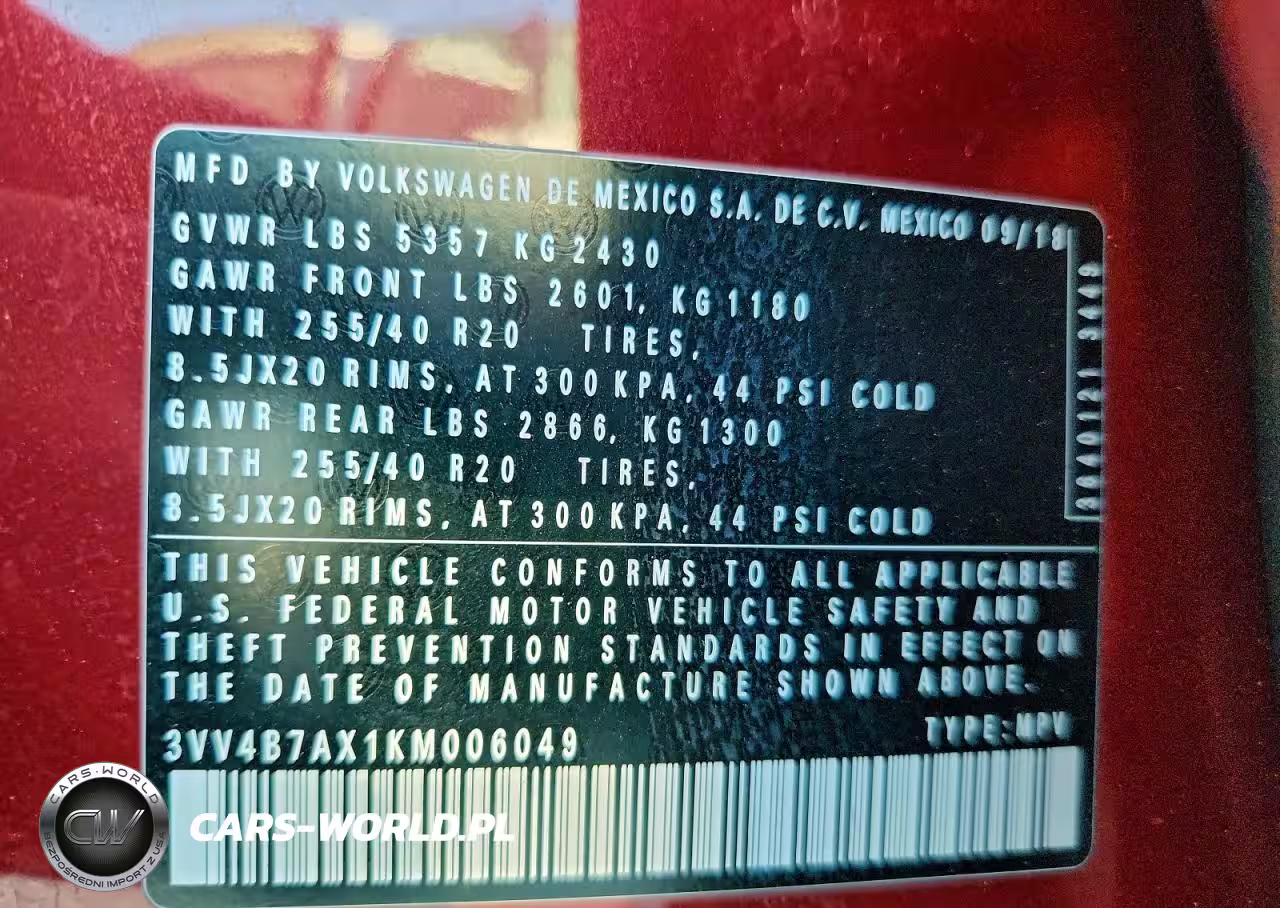 MFD BY VOLKSWAGEN DE MEXICO S.A. DE C.V. MEXICO 09/18
GVWR LBS 5357 KG 2430
GAWR FRONT LBS 2601, KG 1180
WITH 255/40 R20 TIRES,
8.5JX20 RIMS, AT 300 KPA, 44 PSI COLD
GAWR REAR LBS 2866, KG 1300
WITH 255/40 R20 TIRES,
8.5JX20 RIMS, AT 300 KPA, 44 PSI COLD
THIS VEHICLE CONFORMS TO ALL APPLICABLE
U.S. FEDERAL MOTOR VEHICLE SAFETY AND
THEFT PREVENTION STANDARDS IN EFFECT ON
THE DATE OF MANUFACTURE SHOWN ABOVE.
TYPE:MPV
3VV4B7AX1KM006049
CARS-WORLD
CW
BEZPOŚREDNI IMPORT Z USA
CARS-WORLD.PL